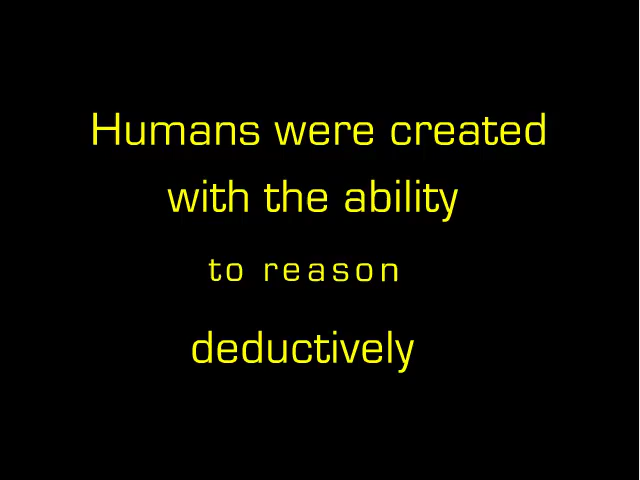 Humans were created
with the ability
to reason
deductively